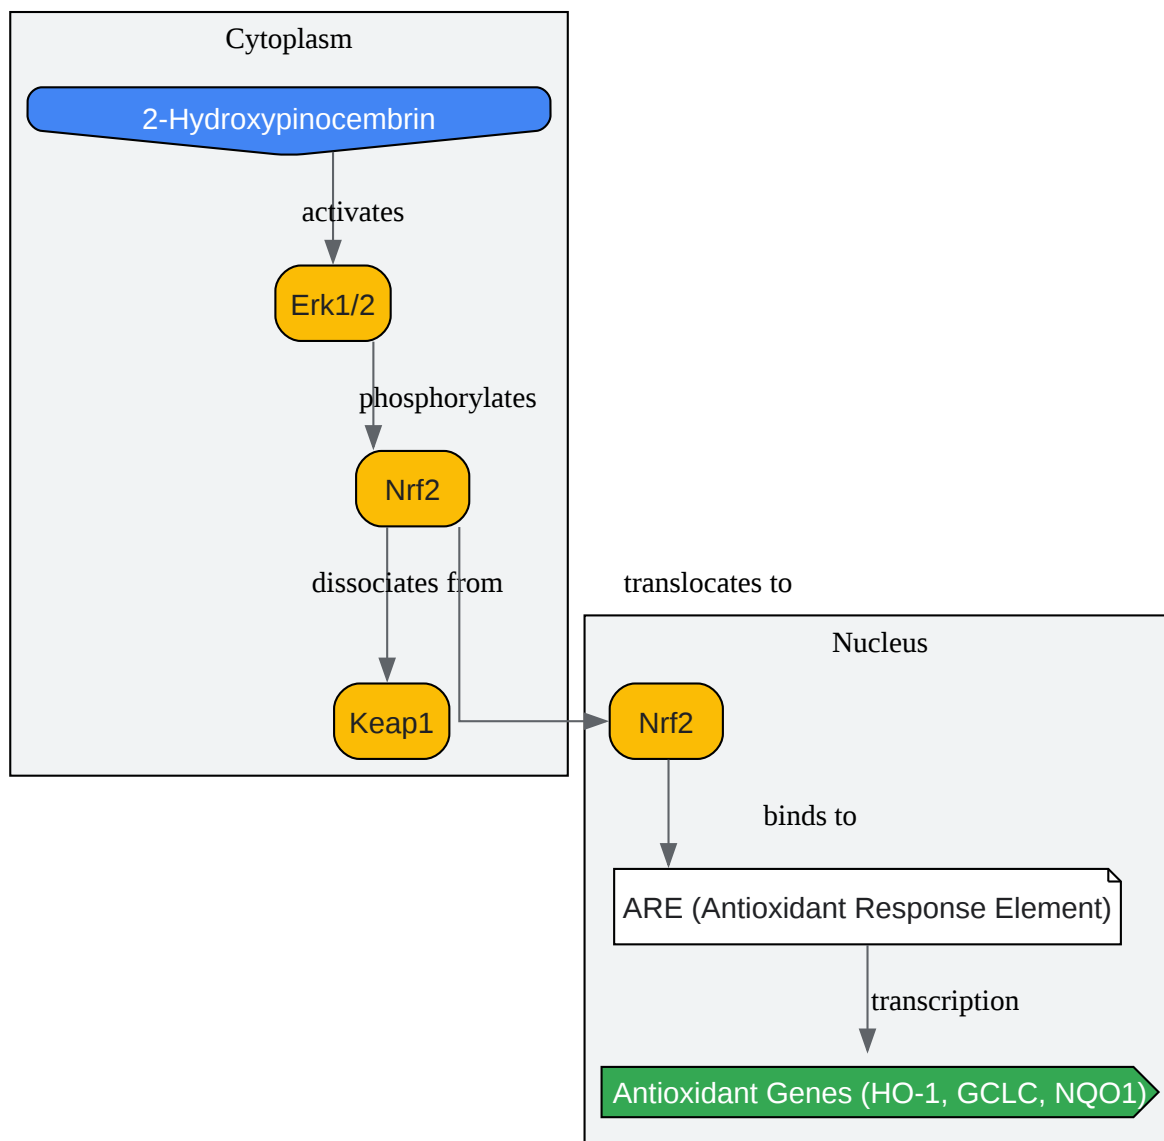 Cytoplasm
2-Hydroxypinocembrin
activates
Erk1/2
phosphorylates
Nrf2
dissociates from
translocates to
Keap1
Nucleus
Nrf2
binds to
ARE (Antioxidant Response Element)
transcription
Antioxidant Genes (HO-1, GCLC, NQO1)